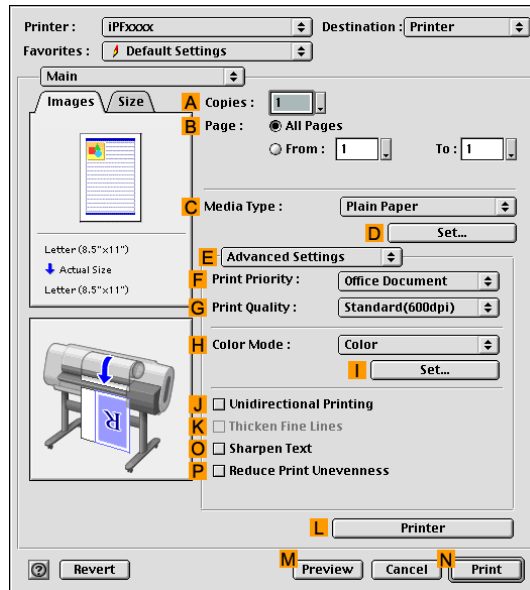 Printer : iPFxxxx Destination : Printer
Favorites : Default Settings
Main
Images Size
A Copies : 1
B Page : All Pages
From : 1 To : 1
C Media Type : Plain Paper
D Set...
Letter (8.5"x11")
Actual Size
Letter (8.5"x11")
E Advanced Settings
F Print Priority : Office Document
G Print Quality : Standard(600dpi)
H Color Mode : Color
I Set...
R
J Unidirectional Printing
K Thicken Fine Lines
O Sharpen Text
P Reduce Print Unevenness
L Printer
? Revert M Preview Cancel N Print